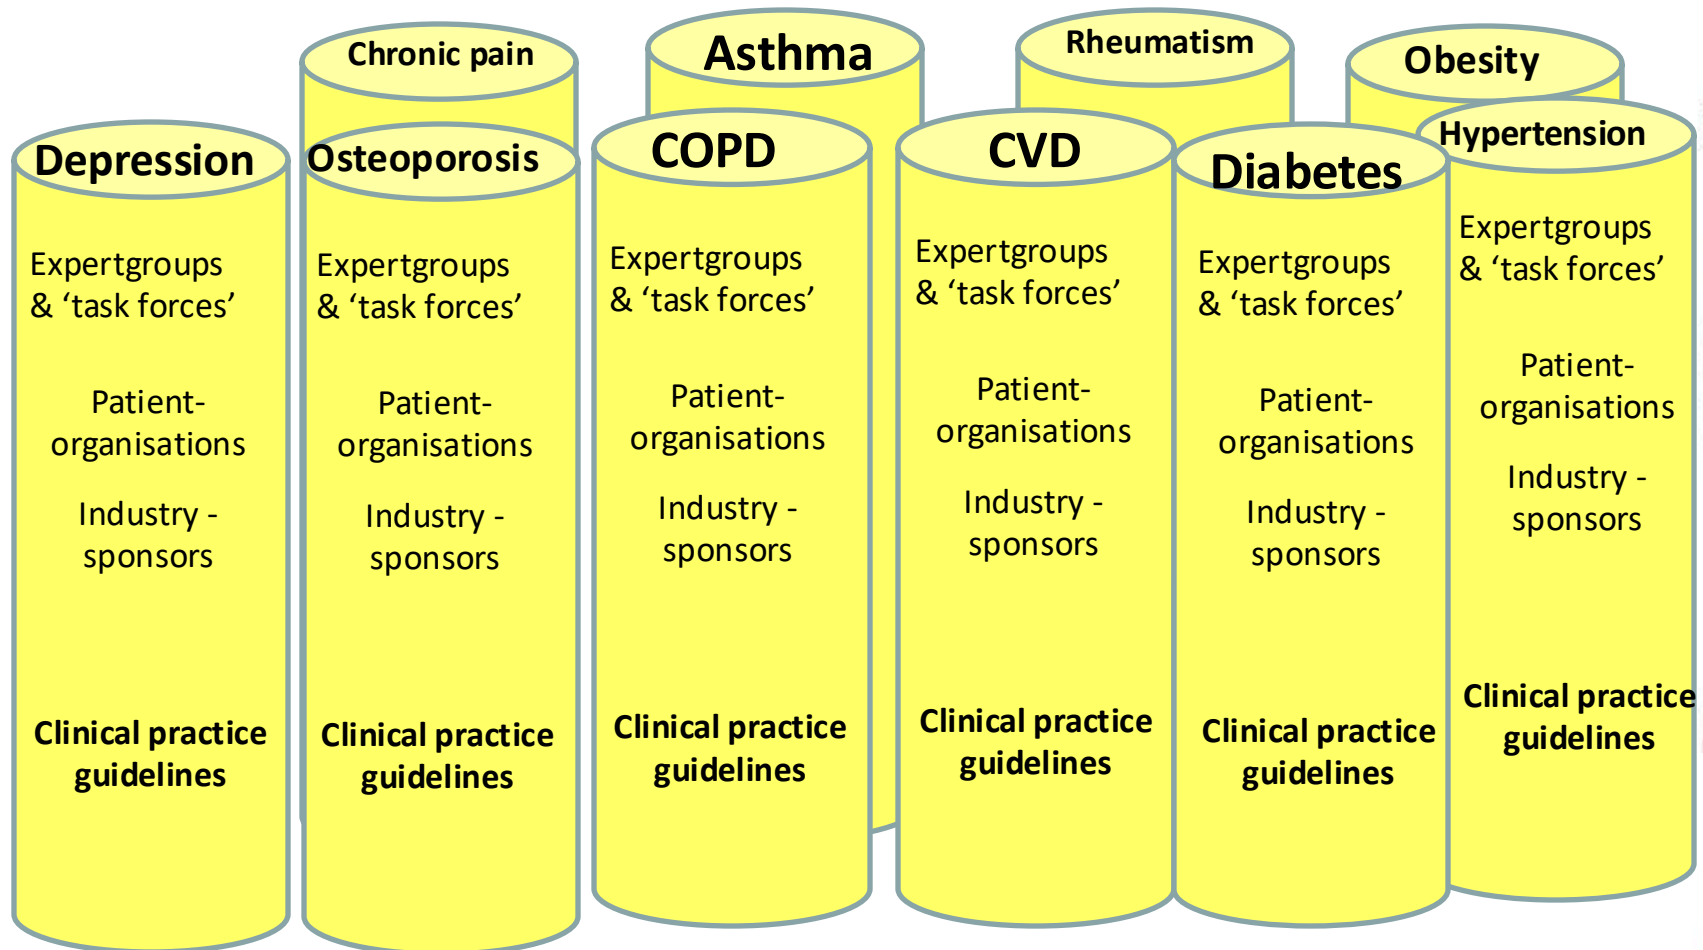 Chronic pain
Asthma
Rheumatism
Obesity
Depression
Osteoporosis
COPD
CVD
Diabetes
Hypertension
Expertgroups
& ‘task forces’
Patient-
organisations
Industry -
sponsors
Clinical practice
guidelines
Expertgroups
& ‘task forces’
Patient-
organisations
Industry -
sponsors
Clinical practice
guidelines
Expertgroups
& ‘task forces’
Patient-
organisations
Industry -
sponsors
Clinical practice
guidelines
Expertgroups
& ‘task forces’
Patient-
organisations
Industry -
sponsors
Clinical practice
guidelines
Expertgroups
& ‘task forces’
Patient-
organisations
Industry -
sponsors
Clinical practice
guidelines
Expertgroups
& ‘task forces’
Patient-
organisations
Industry -
sponsors
Clinical practice
guidelines